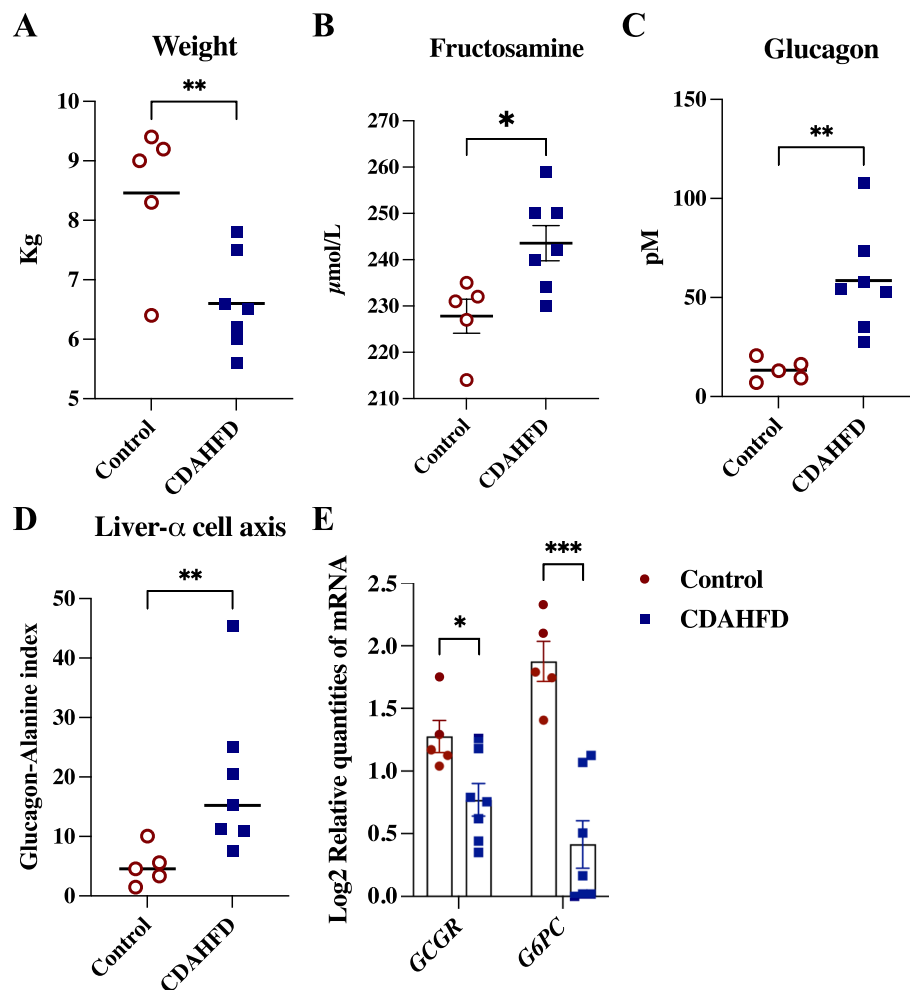 A
Weight
**
10
9
8
7
6
5
Kg
Control
CDAHFD
B
Fructosamine
*
270
260
250
240
230
220
210
µmol/L
Control
CDAHFD
C
Glucagon
**
150
100
50
0
pM
Control
CDAHFD
D
Liver-α cell axis
**
50
40
30
20
10
0
Glucagon-Alanine index
Control
CDAHFD
E
***
*
2.5
2.0
1.5
1.0
0.5
0.0
Log2 Relative quantities of mRNA
GCGR
G6PC
Control
CDAHFD